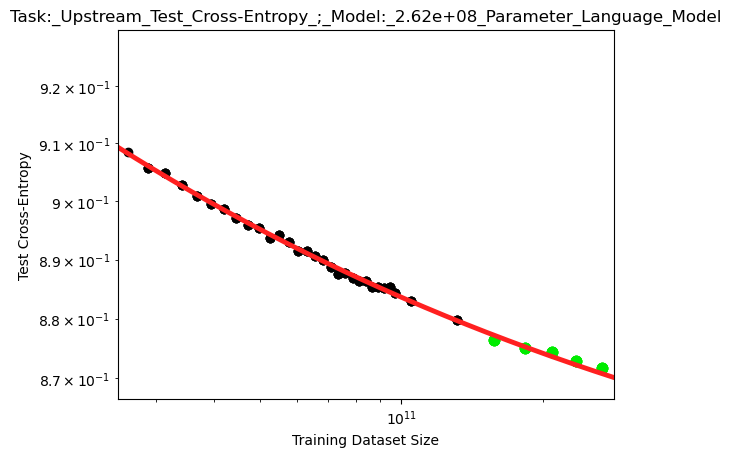 Task:_Upstream_Test_Cross-Entropy_;_Model:_2.62e+08_Parameter_Language_Model
9.2 × 10⁻¹
9.1 × 10⁻¹
9 × 10⁻¹
8.9 × 10⁻¹
8.8 × 10⁻¹
8.7 × 10⁻¹
Test Cross-Entropy
10¹¹
Training Dataset Size